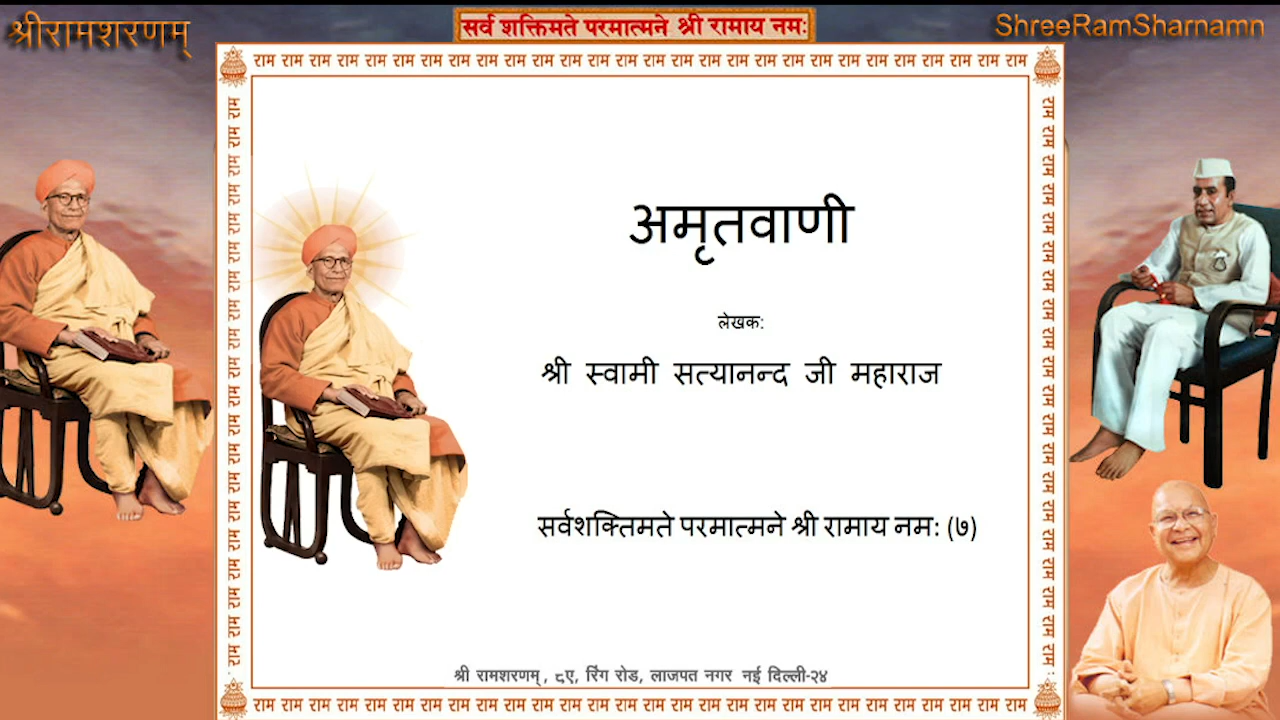 श्रीरामशरणम्
सर्व शक्तिमते परमात्मने श्री रामाय नमः
ShreeRamSharnamn
राम राम राम राम राम राम राम राम राम राम राम राम राम राम राम राम राम राम राम राम राम राम राम राम राम राम राम राम
राम राम राम राम राम राम राम राम राम राम राम राम राम राम राम राम राम राम राम राम
राम राम राम राम राम राम राम राम राम राम राम राम राम राम राम राम राम राम राम राम
अमृतवाणी
लेखक:
श्री स्वामी सत्यानन्द जी महाराज
सर्वशक्तिमते परमात्मने श्री रामाय नम: (७)
श्री रामशरणम् , ८ए, रिंग रोड, लाजपत नगर नई दिल्ली-२४
राम राम राम राम राम राम राम राम राम राम राम राम राम राम राम राम राम राम राम राम राम राम राम राम राम राम राम राम